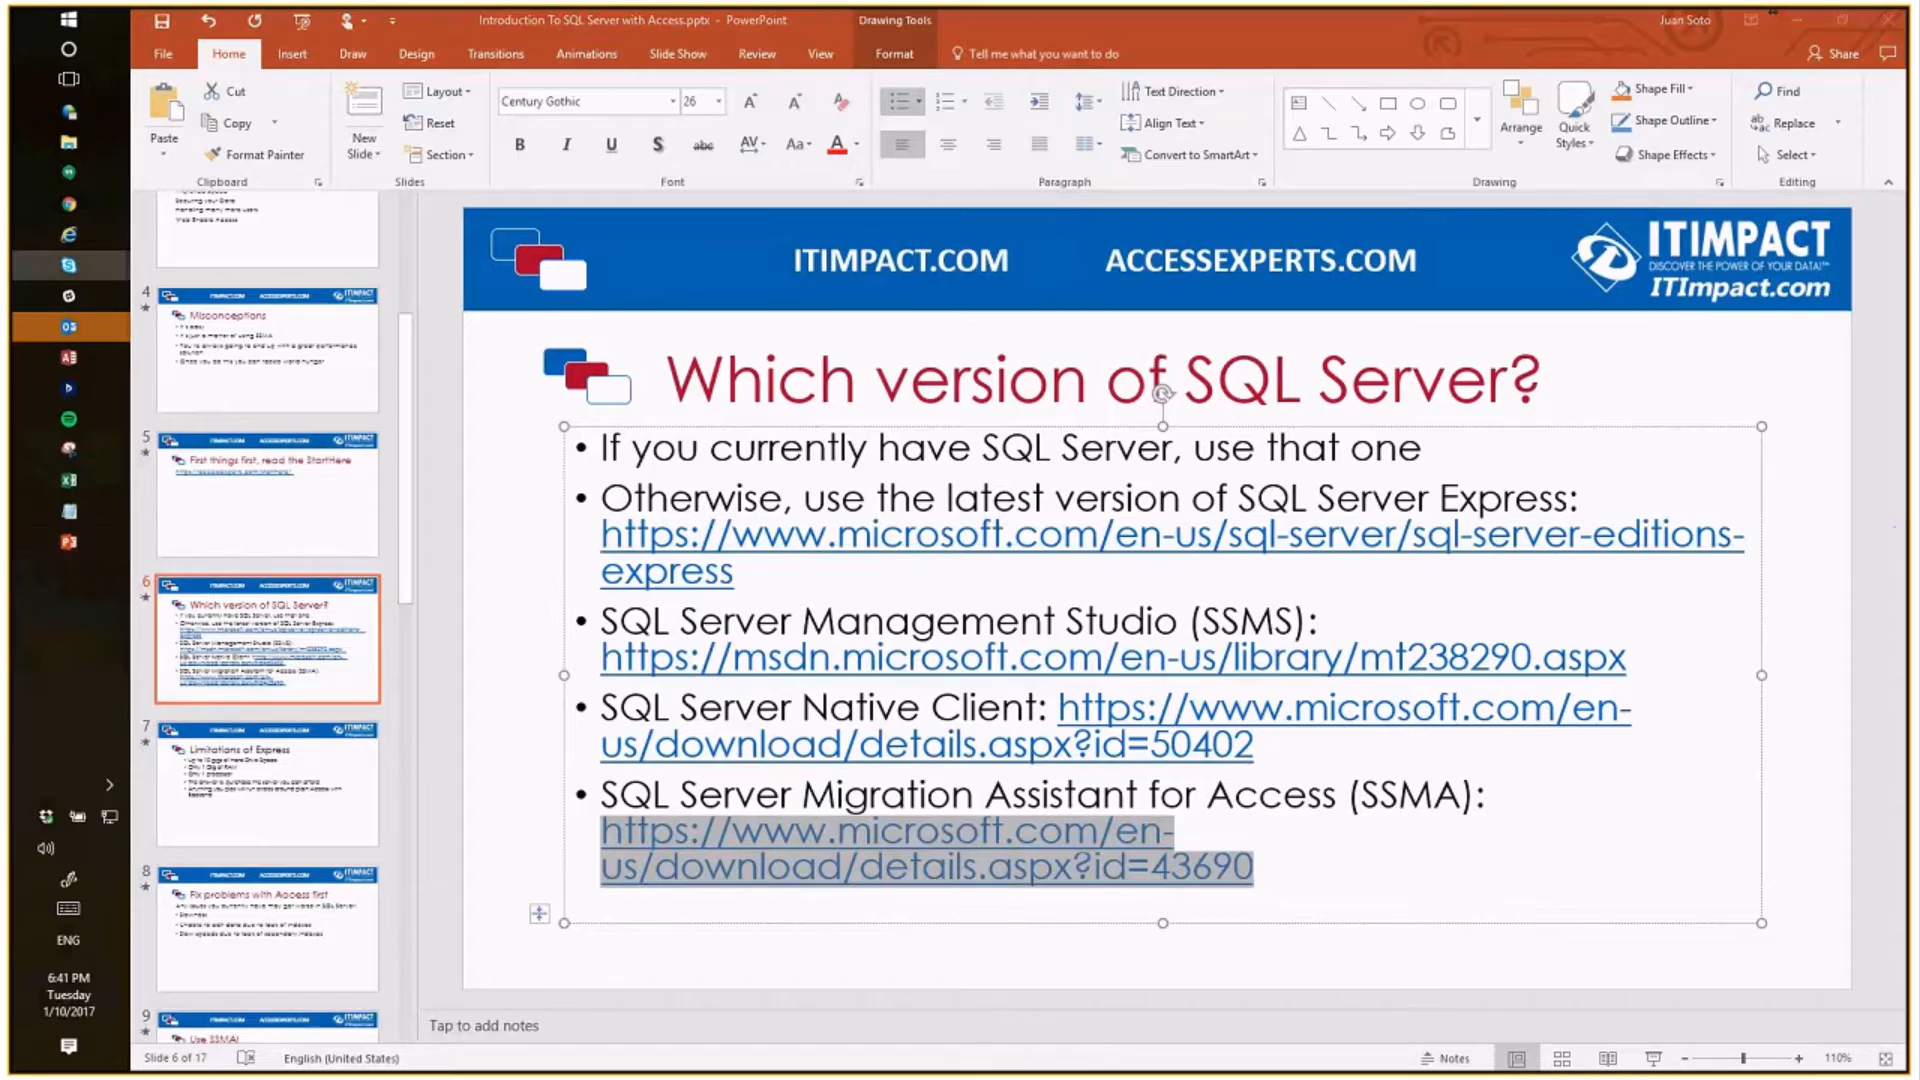 Introduction To SQL Server with Access.pptx - PowerPoint
Drawing Tools
Juan Soto
File
Home
Insert
Draw
Design
Transitions
Animations
Slide Show
Review
View
Format
Tell me what you want to do
Share
Paste
Cut
Copy
Format Painter
Clipboard
New
Slide
Layout
Reset
Section
Slides
Century Gothic
26
B
I
U
S
abc
AV
Aa
A
Font
Text Direction
Align Text
Convert to SmartArt
Paragraph
Arrange
Quick
Styles
Shape Fill
Shape Outline
Shape Effects
Drawing
Find
Replace
Select
Editing
4
Misconceptions
5
First things first, read the StartHere
6
Which version of SQL Server?
7
Limitations of Express
8
Fix problems with Access first
9
Use SSMA!
ITIMPACT.COM
ACCESSEXPERTS.COM
ITIMPACT
DISCOVER THE POWER OF YOUR DATA!™
ITImpact.com
Which version of SQL Server?
• If you currently have SQL Server, use that one
• Otherwise, use the latest version of SQL Server Express:
https://www.microsoft.com/en-us/sql-server/sql-server-editions-
express
• SQL Server Management Studio (SSMS):
https://msdn.microsoft.com/en-us/library/mt238290.aspx
• SQL Server Native Client: https://www.microsoft.com/en-
us/download/details.aspx?id=50402
• SQL Server Migration Assistant for Access (SSMA):
https://www.microsoft.com/en-
us/download/details.aspx?id=43690
Tap to add notes
ENG
6:41 PM
Tuesday
1/10/2017
Slide 6 of 17
English (United States)
Notes
110%